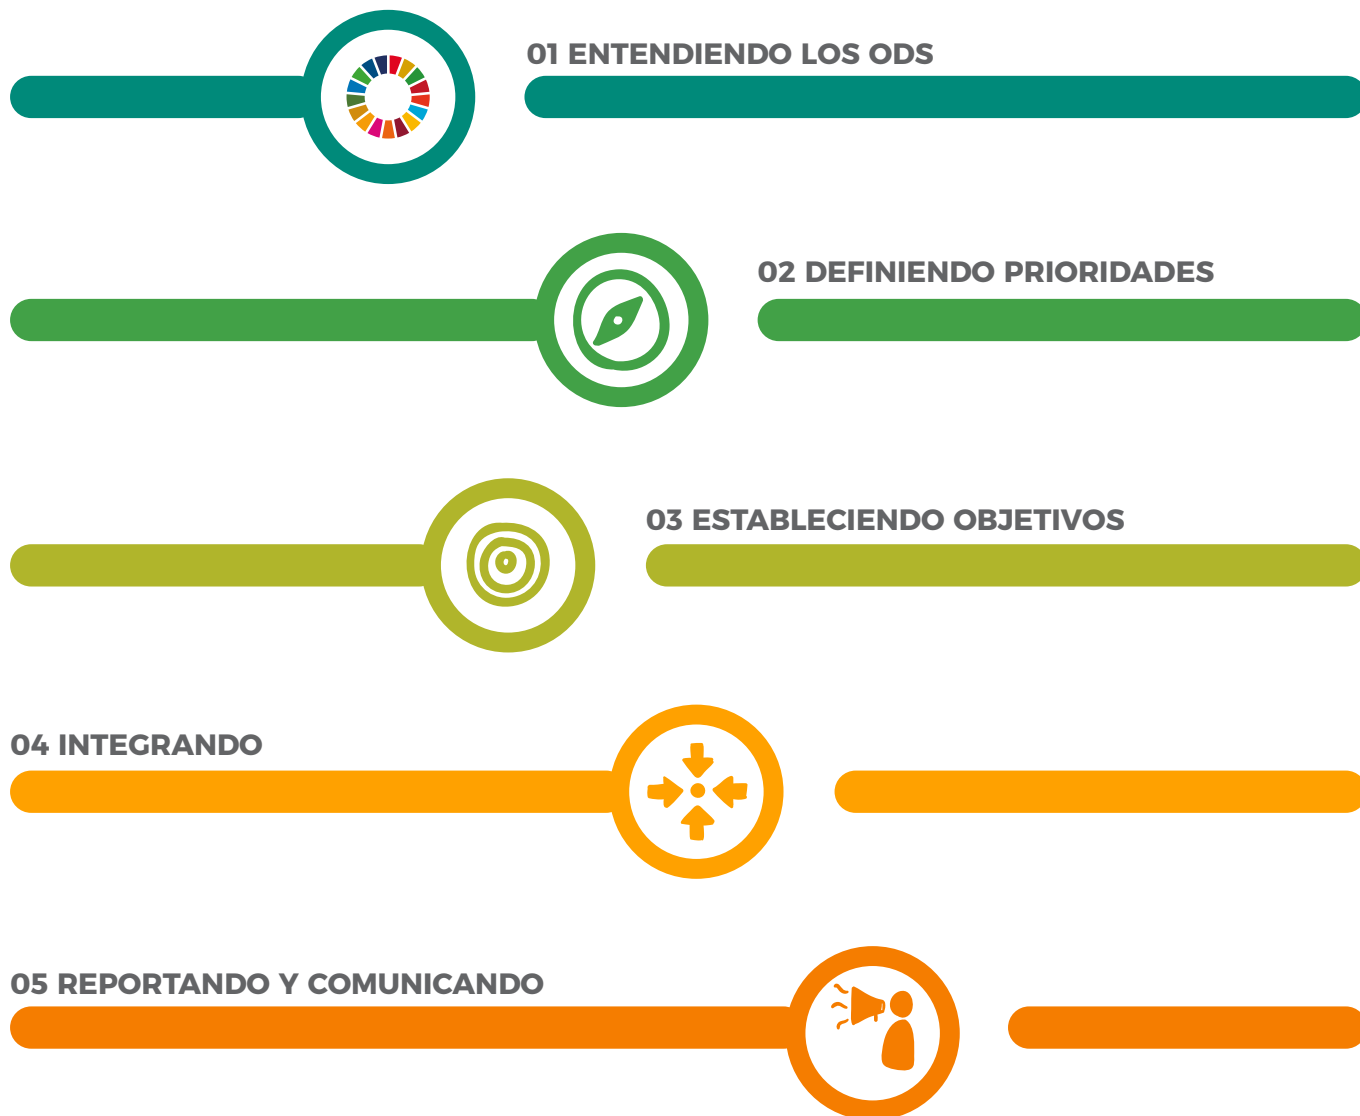 01 ENTENDIENDO LOS ODS
02 DEFINIENDO PRIORIDADES
03 ESTABLECIENDO OBJETIVOS
04 INTEGRANDO
05 REPORTANDO Y COMUNICANDO